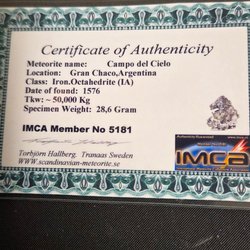 Certificate of Authenticity
Meteorite name: Campo del Cielo
Location: Gran Chaco,Argentina
Class: Iron.Octahedrite (IA)
Date of found: 1576
Tkw: ~ 50,000 Kg
Specimen Weight: 28,6 Gram
IMCA Member No 5181
IMCA
Torbjörn Hallberg. Tranaas Sweden
www.scandinavian-meteorite.se